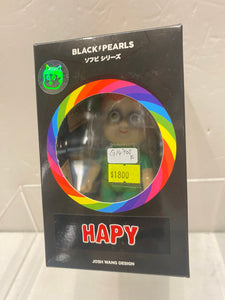 BLACK PEARLS
ソフビ シリーズ
$1800
HAPY
JOSH WANG DESIGN